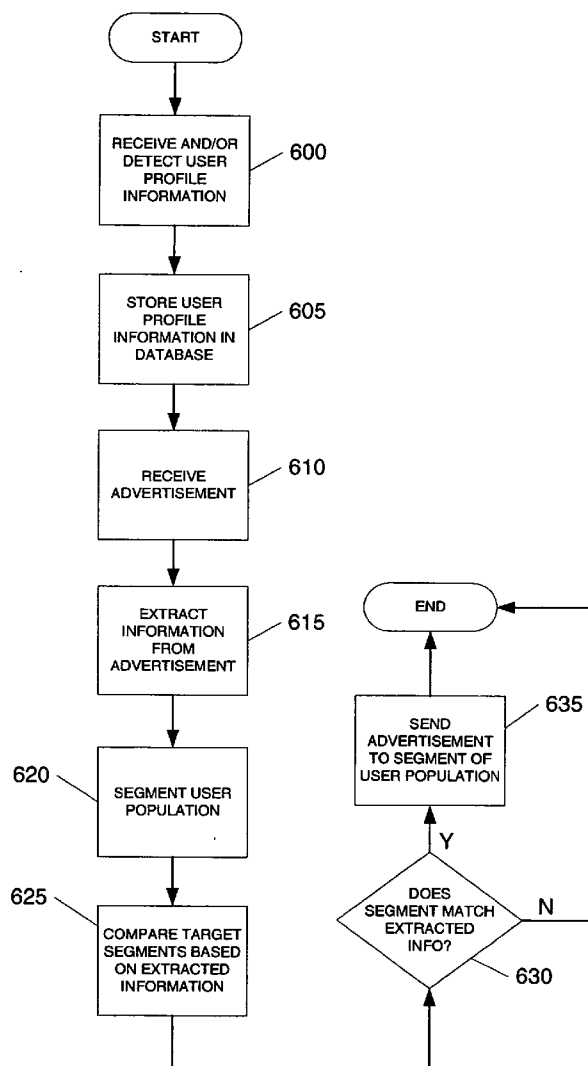 START
RECEIVE AND/OR
DETECT USER
PROFILE
INFORMATION
600
STORE USER
PROFILE
INFORMATION IN
DATABASE
605
RECEIVE
ADVERTISEMENT
610
EXTRACT
INFORMATION
FROM
ADVERTISEMENT
615
620
SEGMENT USER
POPULATION
625
COMPARE TARGET
SEGMENTS BASED
ON EXTRACTED
INFORMATION
END
SEND
ADVERTISEMENT
TO SEGMENT OF
USER POPULATION
635
Y
DOES
SEGMENT MATCH
EXTRACTED
INFO?
N
630